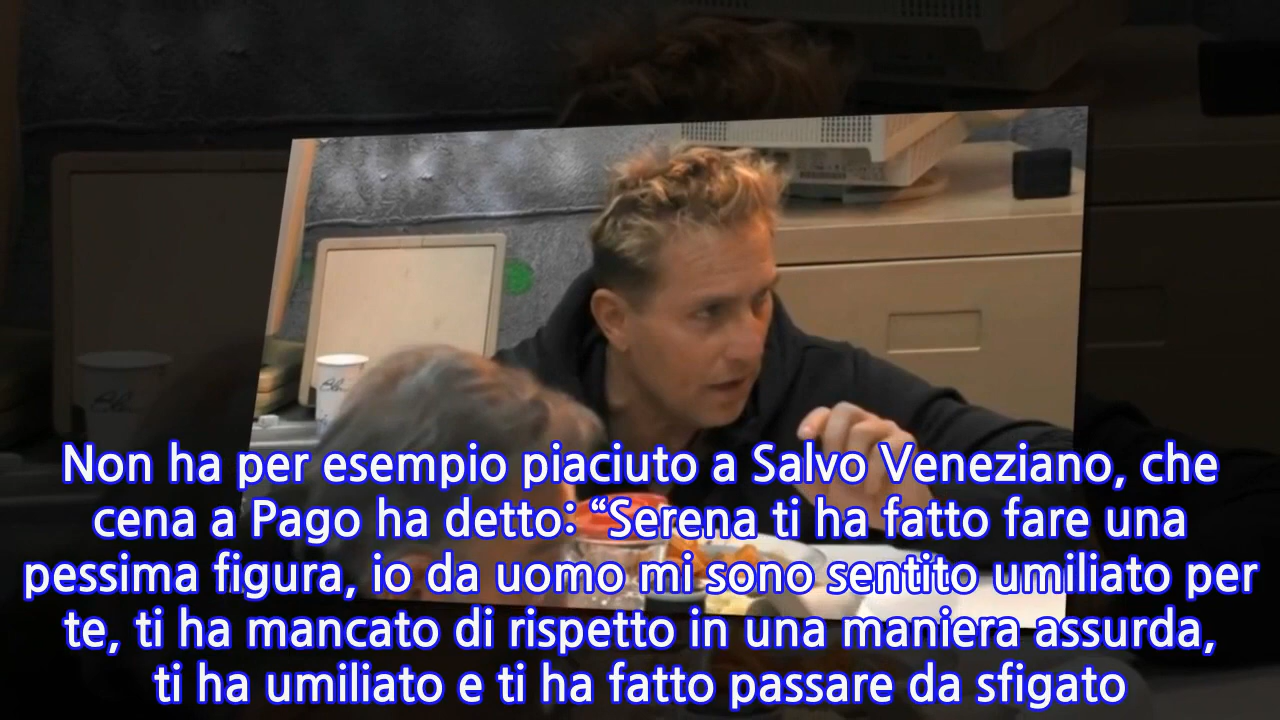 Non ha per esempio piaciuto a Salvo Veneziano, che
cena a Pago ha detto: “Serena ti ha fatto fare una
pessima figura, io da uomo mi sono sentito umiliato per
te, ti ha mancato di rispetto in una maniera assurda,
ti ha umiliato e ti ha fatto passare da sfigato